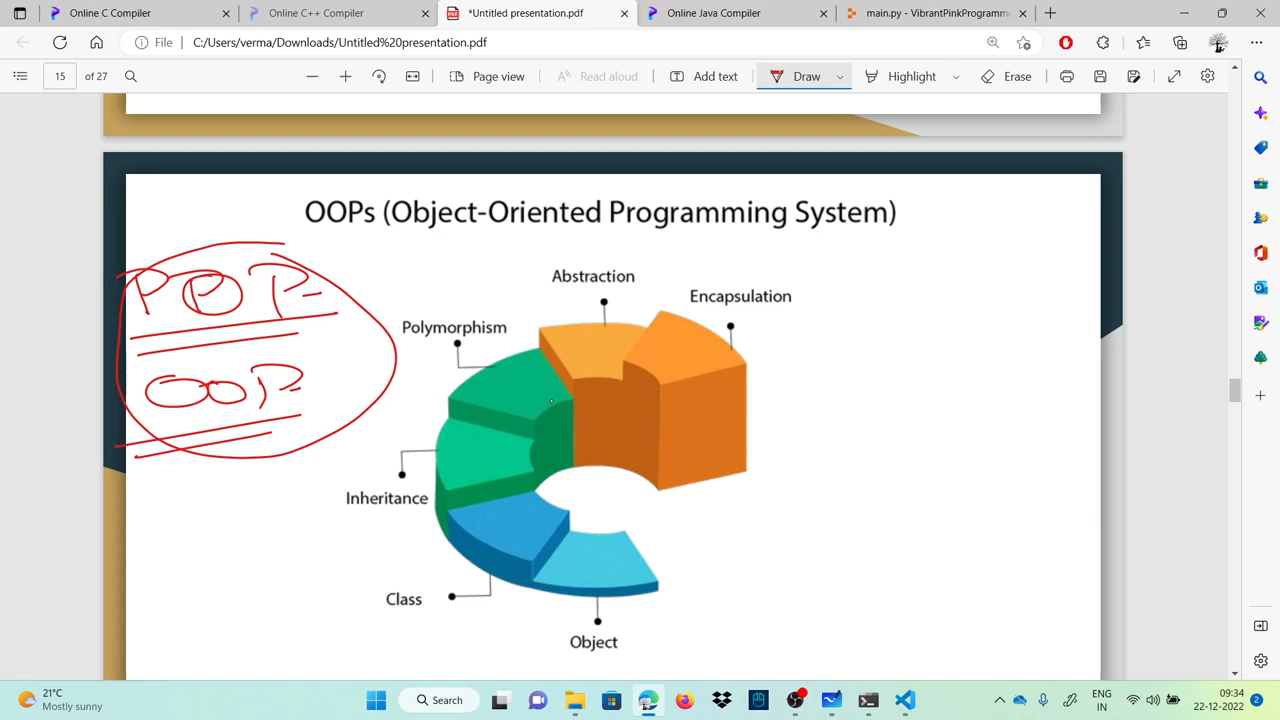 Online C Compiler
Online C++ Compiler
*Untitled presentation.pdf
Online Java Compiler
main.py - VibrantPinkProgramm
File
C:/Users/verma/Downloads/Untitled%20presentation.pdf
15 of 27
Page view
Read aloud
Add text
Draw
Highlight
Erase
OOPs (Object-Oriented Programming System)
POP
OOP
Abstraction
Encapsulation
Polymorphism
Inheritance
Class
Object
21°C
Mostly sunny
Search
ENG
IN
09:34
22-12-2022
2